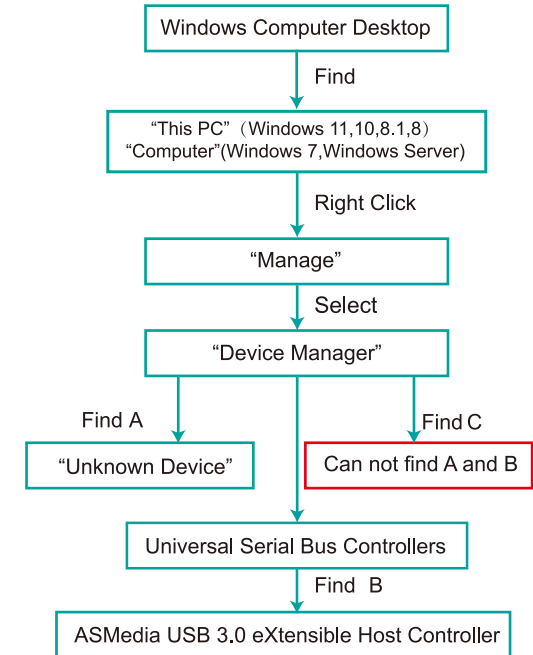 Windows Computer Desktop
Find
“This PC”（Windows 11,10,8.1,8）
“Computer”(Windows 7,Windows Server)
Right Click
“Manage”
Select
“Device Manager”
Find A
Find C
“Unknown Device”
Can not find A and B
Universal Serial Bus Controllers
Find B
ASMedia USB 3.0 eXtensible Host Controller